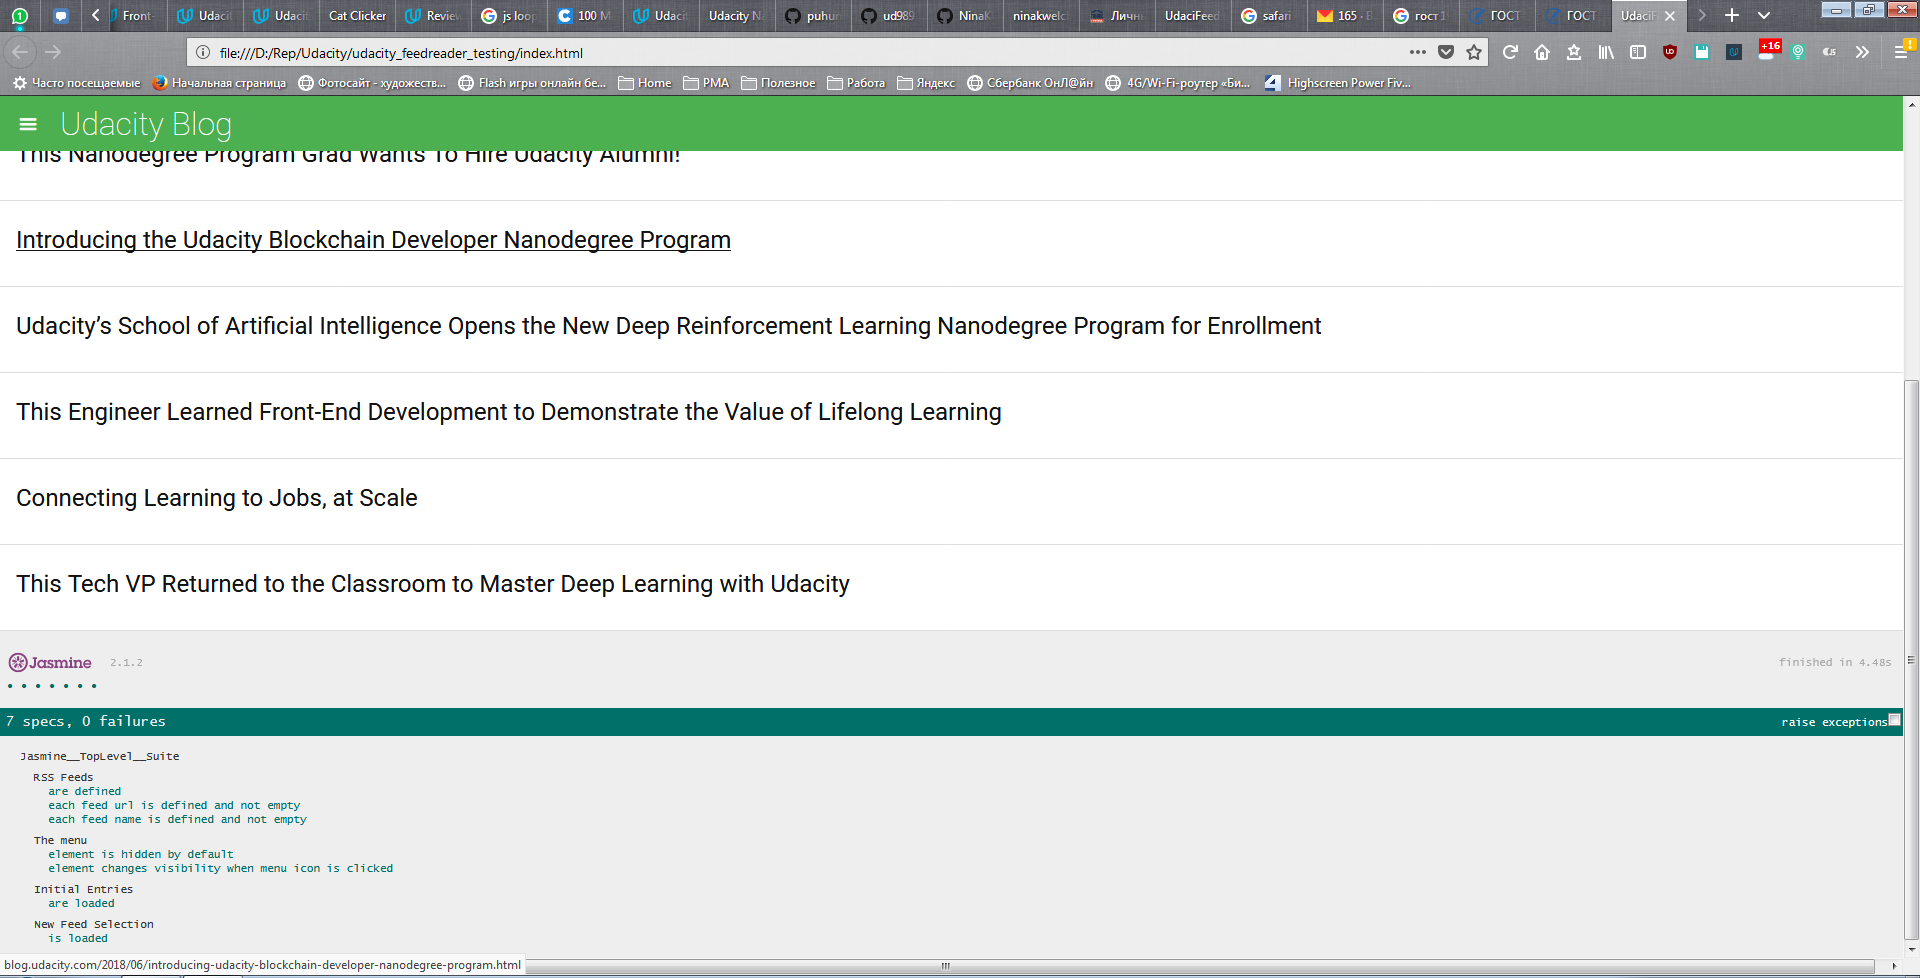 1 Front- Udacit Udacit Cat Clicker Review js loop 100 M Udacit Udacity N puhur ud989 NinaK ninakwelc Личн UdaciFeed safari 165 · В гост 1 ГОСТ ГОСТ UdaciF
file:///D:/Rep/Udacity/udacity_feedreader_testing/index.html +16
Часто посещаемые Начальная страница Фотосайт - художеств... Flash игры онлайн бе... Home PMA Полезное Работа Яндекс Сбербанк ОнЛ@йн 4G/Wi-Fi-роутер «Би... Highscreen Power Fiv...
Udacity Blog
This Nanodegree Program Grad Wants To Hire Udacity Alumni!
Introducing the Udacity Blockchain Developer Nanodegree Program
Udacity’s School of Artificial Intelligence Opens the New Deep Reinforcement Learning Nanodegree Program for Enrollment
This Engineer Learned Front-End Development to Demonstrate the Value of Lifelong Learning
Connecting Learning to Jobs, at Scale
This Tech VP Returned to the Classroom to Master Deep Learning with Udacity
Jasmine 2.1.2 finished in 4.48s
7 specs, 0 failures raise exceptions
Jasmine__TopLevel__Suite
RSS Feeds
are defined
each feed url is defined and not empty
each feed name is defined and not empty
The menu
element is hidden by default
element changes visibility when menu icon is clicked
Initial Entries
are loaded
New Feed Selection
is loaded
blog.udacity.com/2018/06/introducing-udacity-blockchain-developer-nanodegree-program.html